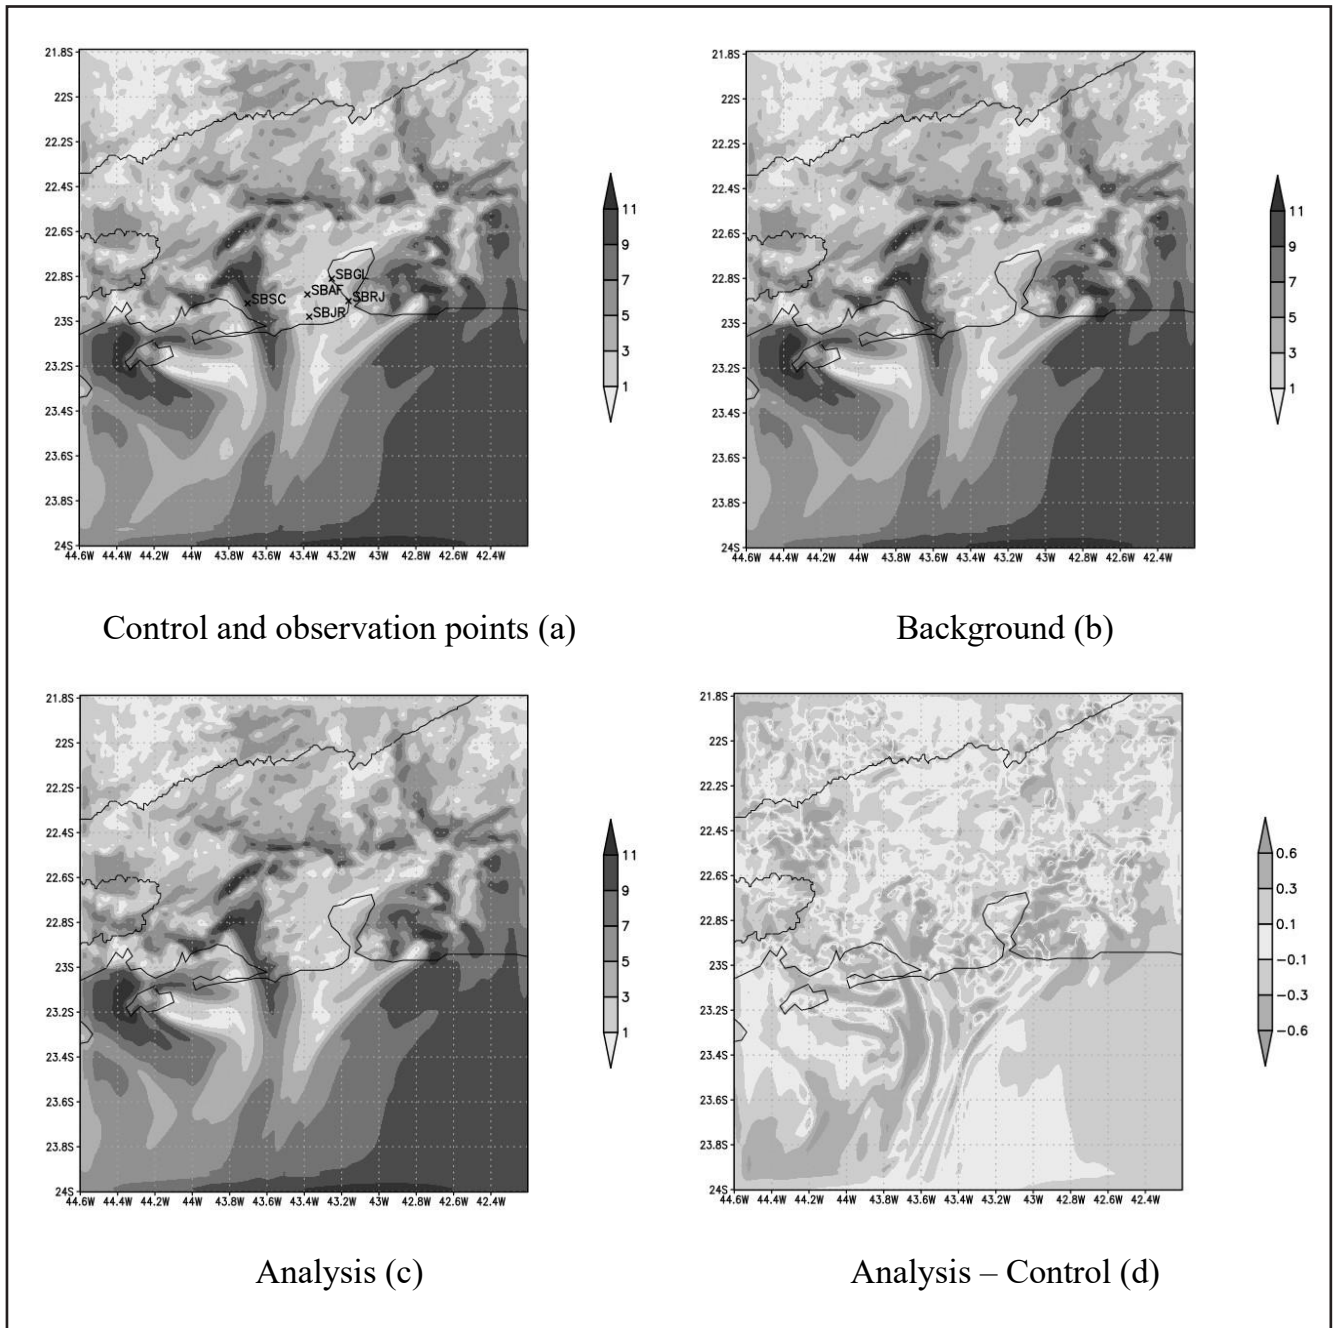 21.8S
22S
22.2S
22.4S
22.6S
22.8S
23S
23.2S
23.4S
23.6S
23.8S
24S
44.6W 44.4W 44.2W 44W 43.8W 43.6W 43.4W 43.2W 43W 42.8W 42.6W 42.4W
SBGL
SBAF
SBSC
SBRJ
SBJR
11
9
7
5
3
1
21.8S
22S
22.2S
22.4S
22.6S
22.8S
23S
23.2S
23.4S
23.6S
23.8S
24S
44.6W 44.4W 44.2W 44W 43.8W 43.6W 43.4W 43.2W 43W 42.8W 42.6W 42.4W
11
9
7
5
3
1
Control and observation points (a)
Background (b)
21.8S
22S
22.2S
22.4S
22.6S
22.8S
23S
23.2S
23.4S
23.6S
23.8S
24S
44.6W 44.4W 44.2W 44W 43.8W 43.6W 43.4W 43.2W 43W 42.8W 42.6W 42.4W
11
9
7
5
3
1
21.8S
22S
22.2S
22.4S
22.6S
22.8S
23S
23.2S
23.4S
23.6S
23.8S
24S
44.6W 44.4W 44.2W 44W 43.8W 43.6W 43.4W 43.2W 43W 42.8W 42.6W 42.4W
0.6
0.3
0.1
−0.1
−0.3
−0.6
Analysis (c)
Analysis – Control (d)